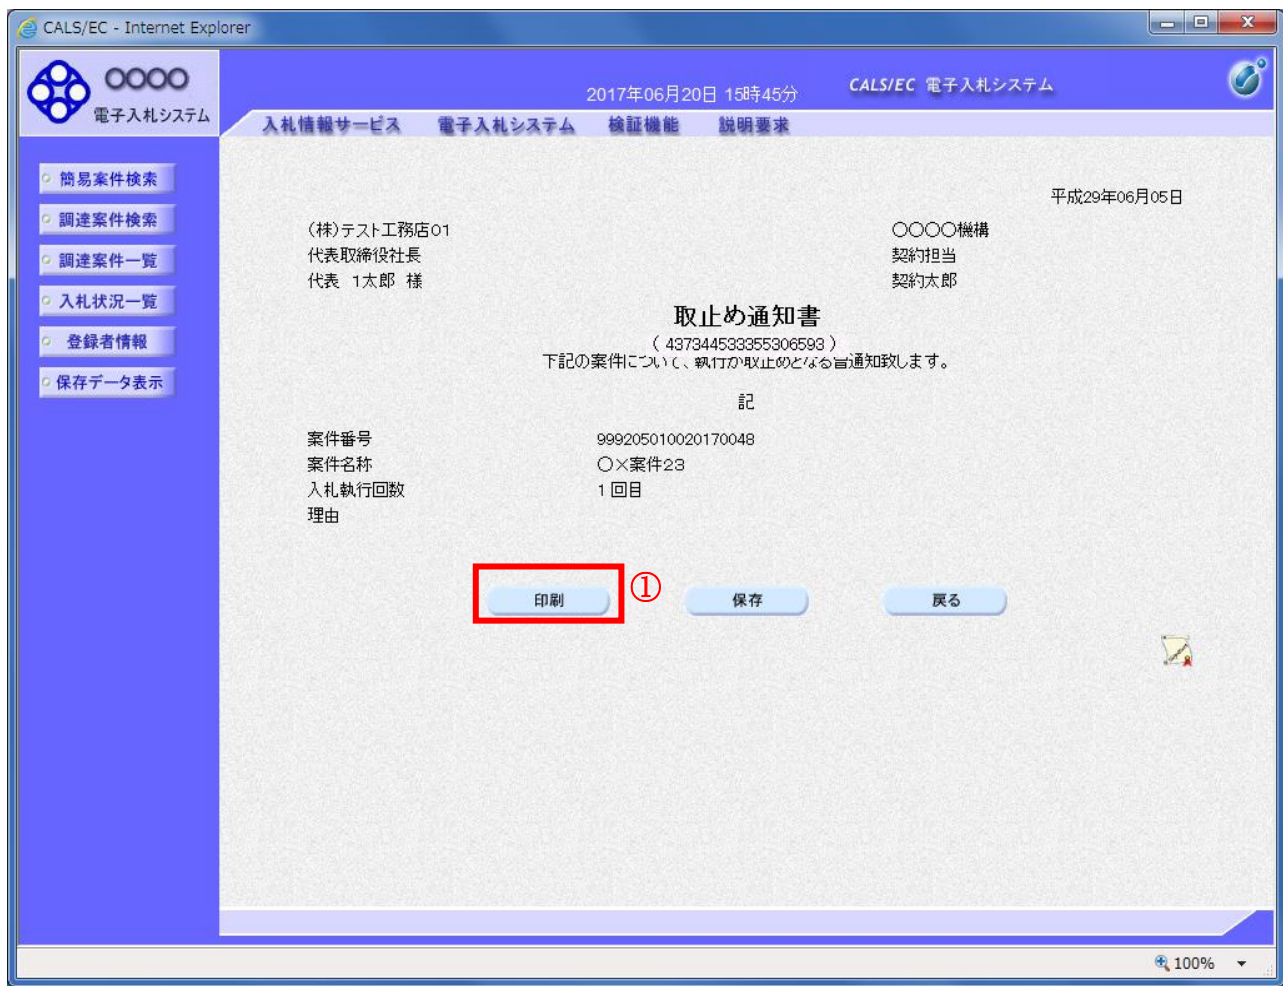 CALS/EC - Internet Explorer
○○○○
電子入札システム
2017年06月20日 15時45分
CALS/EC 電子入札システム
入札情報サービス 電子入札システム 検証機能 説明要求
簡易案件検索
調達案件検索
調達案件一覧
入札状況一覧
登録者情報
保存データ表示
平成29年06月05日
(株)テスト工務店01
代表取締役社長
代表 1太郎 様
○○○○機構
契約担当
契約太郎
取止め通知書
( 437344533355306593 )
下記の案件について、執行が取止めとなる旨通知致します。
記
案件番号 999205010020170048
案件名称 ○×案件23
入札執行回数 1回目
理由
印刷 ① 保存 戻る
100%